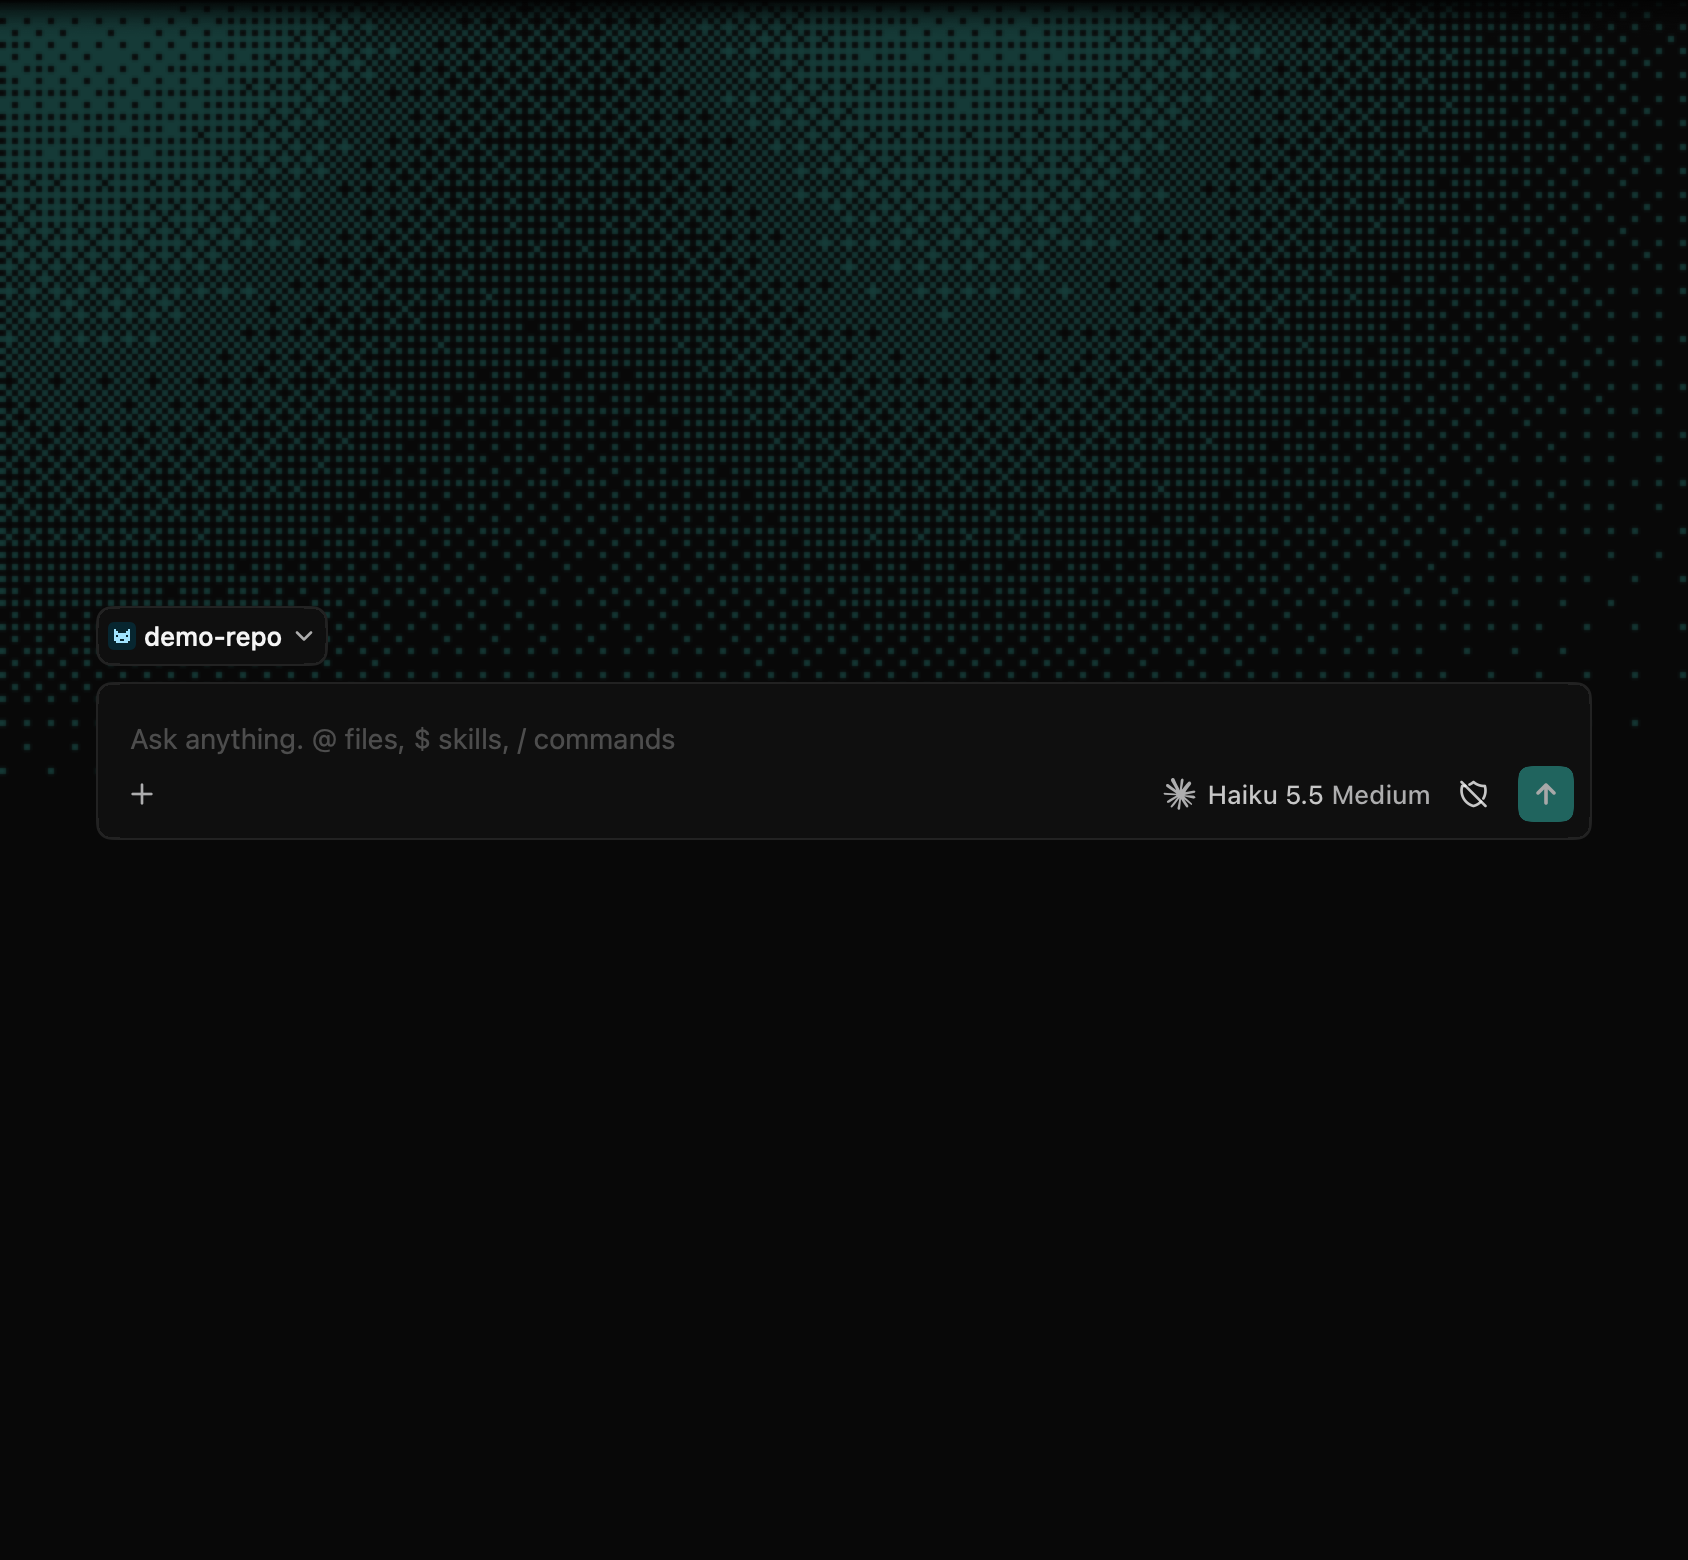 demo-repo
Ask anything. @ files, $ skills, / commands
Haiku 5.5 Medium